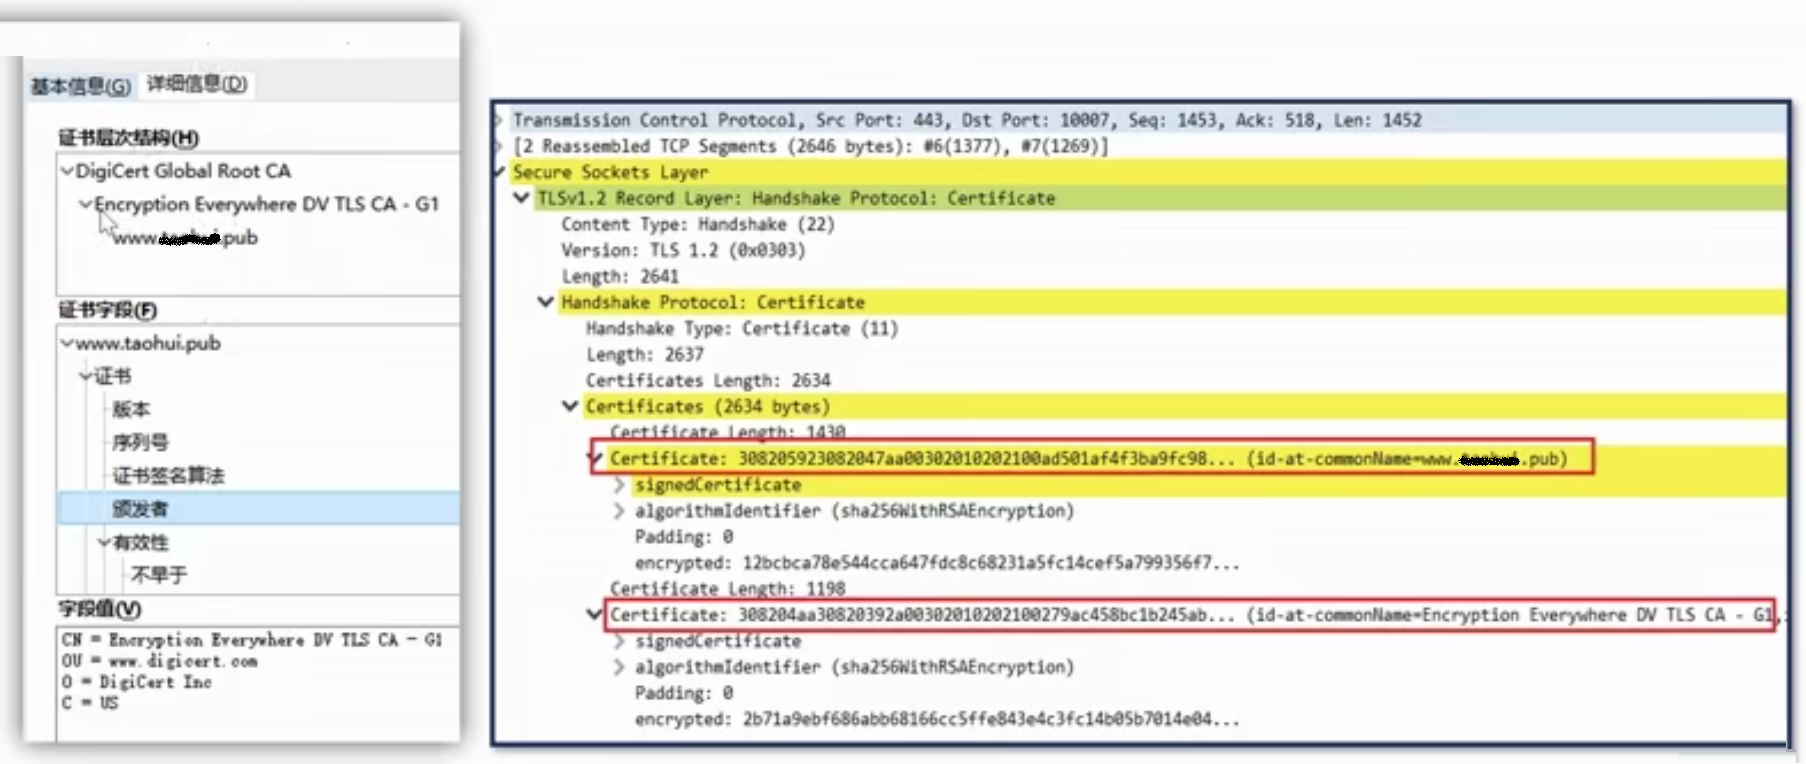 基本信息(G) 详细信息(D)
证书层次结构(H)
DigiCert Global Root CA
Encryption Everywhere DV TLS CA - G1
www. .pub
证书字段(F)
www.taohui.pub
证书
版本
序列号
证书签名算法
颁发者
有效性
不早于
字段值(V)
CN = Encryption Everywhere DV TLS CA - G1
OU = www.digicert.com
O = DigiCert Inc
C = US
Transmission Control Protocol, Src Port: 443, Dst Port: 10007, Seq: 1453, Ack: 518, Len: 1452
[2 Reassembled TCP Segments (2646 bytes): #6(1377), #7(1269)]
Secure Sockets Layer
TLSv1.2 Record Layer: Handshake Protocol: Certificate
Content Type: Handshake (22)
Version: TLS 1.2 (0x0303)
Length: 2641
Handshake Protocol: Certificate
Handshake Type: Certificate (11)
Length: 2637
Certificates Length: 2634
Certificates (2634 bytes)
Certificate Length: 1430
Certificate: 308205923082047aa00302010202100ad501af4f3ba9fc98... (id-at-commonName=www. .pub)
signedCertificate
algorithmIdentifier (sha256WithRSAEncryption)
Padding: 0
encrypted: 12bcbca78e544cca647fdc8c68231a5fc14cef5a799356f7...
Certificate Length: 1198
Certificate: 308204aa30820392a00302010202100279ac458bc1b245ab... (id-at-commonName=Encryption Everywhere DV TLS CA - G1,
signedCertificate
algorithmIdentifier (sha256WithRSAEncryption)
Padding: 0
encrypted: 2b71a9ebf686abb68166cc5ffe843e4c3fc14b05b7014e04...